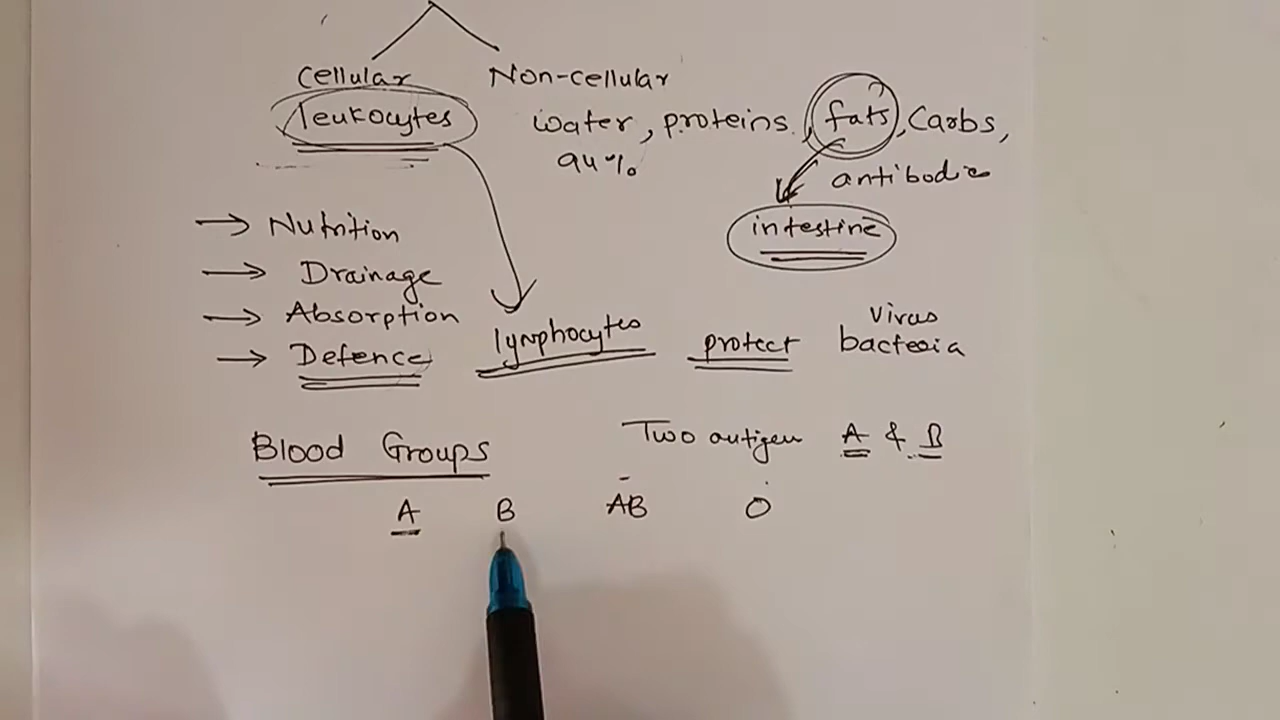 Cellular Non-cellular
leukocytes water, proteins, fats, Carbs,
94% antibodies
intestine
→ Nutrition
→ Drainage
→ Absorption
→ Defence lymphocytes protect virus
bacteria
Blood Groups Two antigen A & B
A B AB O